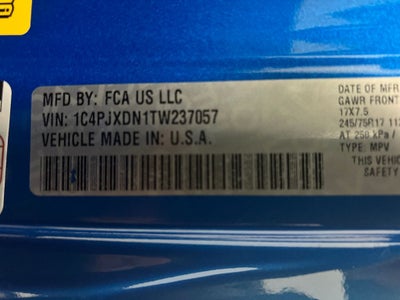 MFD BY: FCA US LLC
VIN: 1C4PJXDN1TW237057
VEHICLE MADE IN: U.S.A.
DATE OF MFR
GAWR FRONT
17X7.5
245/75R17 112
AT 250 kPa /
TYPE: MPV
THIS VEHIC
SAFETY